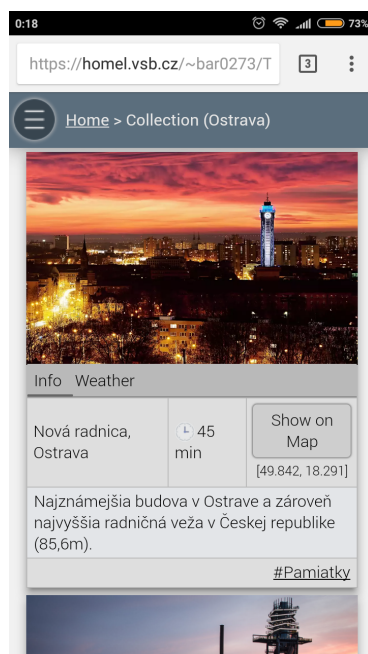 0:18 73%
https://homel.vsb.cz/~bar0273/T 3
Home > Collection (Ostrava)
Info Weather
Nová radnica,
Ostrava
45
min
Show on
Map
[49.842, 18.291]
Najznámejšia budova v Ostrave a zároveň
najvyššia radničná veža v Českej republike
(85,6m).
#Pamiatky